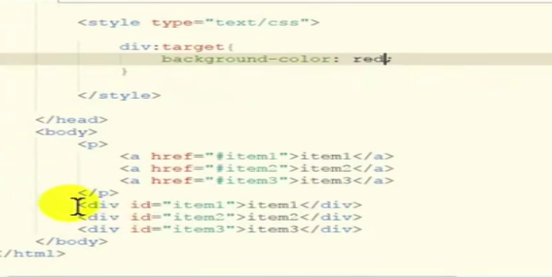 <style type="text/css">
div:target{
background-color: red;
}
</style>
</head>
<body>
<p>
<a href="#item1">item1</a>
<a href="#item2">item2</a>
<a href="#item3">item3</a>
</p>
<div id="item1">item1</div>
<div id="item2">item2</div>
<div id="item3">item3</div>
</body>
</html>